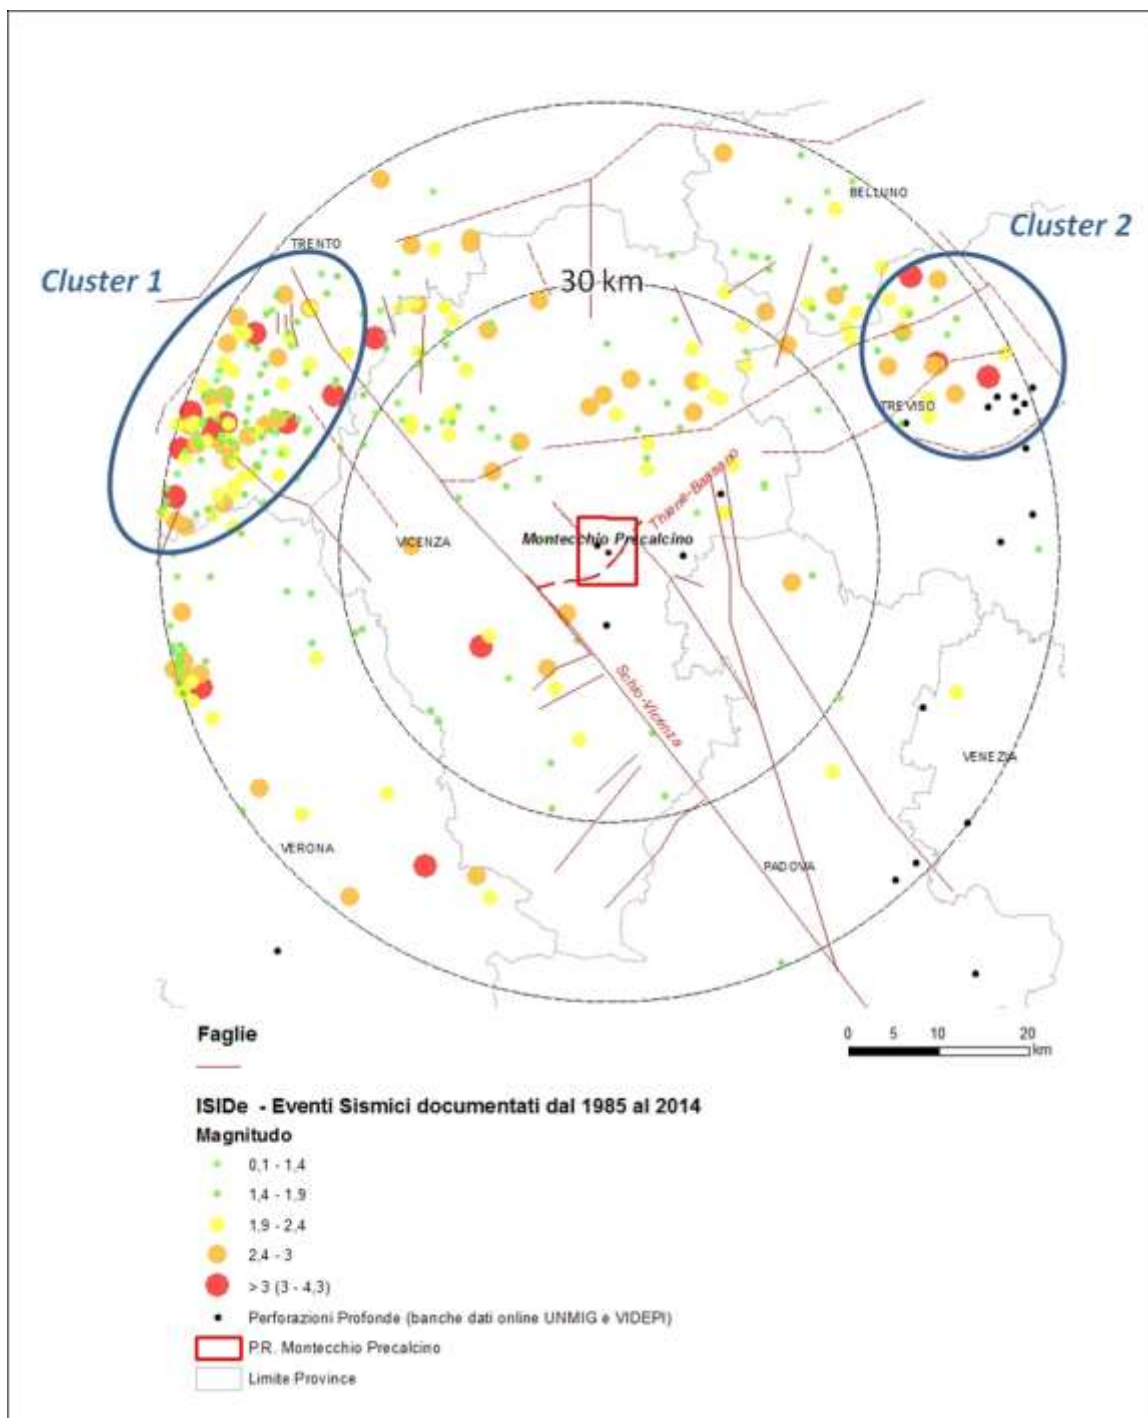 BELLUNO
Cluster 2
TRENTO
Cluster 1
30 km
TREVISO
Thiene-Bassano
VICENZA
Montecchio Precalcino
Schio-Vicenza
VENEZIA
VERONA
PADOVA
Faglie
0 5 10 20
km
ISIDe - Eventi Sismici documentati dal 1985 al 2014
Magnitudo
0,1 - 1,4
1,4 - 1,9
1,9 - 2,4
2,4 - 3
> 3 (3 - 4,3)
Perforazioni Profonde (banche dati online UNMIG e VIDEPI)
P.R. Montecchio Precalcino
Limite Province